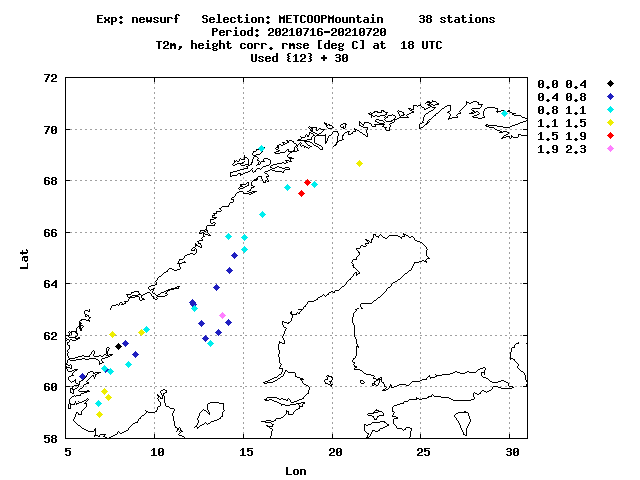 Exp: newsurf Selection: METCOOPMountain 38 stations
Period: 20210716-20210720
T2m, height corr. rmse [deg C] at 18 UTC
Used {12} + 30
72
70
68
66
64
62
60
58
5 10 15 20 25 30
Lat
Lon
0.0 0.4
0.4 0.8
0.8 1.1
1.1 1.5
1.5 1.9
1.9 2.3